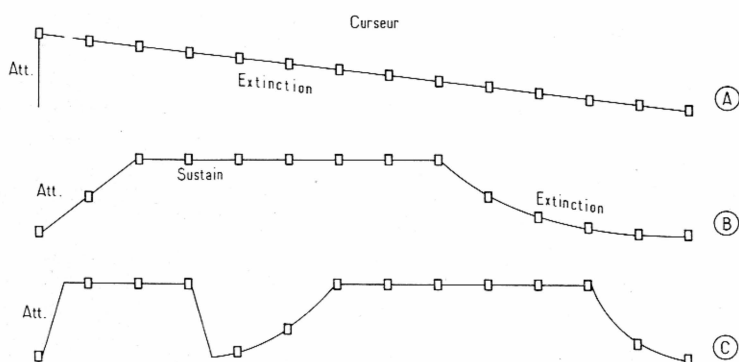 Curseur
Att.
Extinction
A
Att.
Sustain
Extinction
B
Att.
C